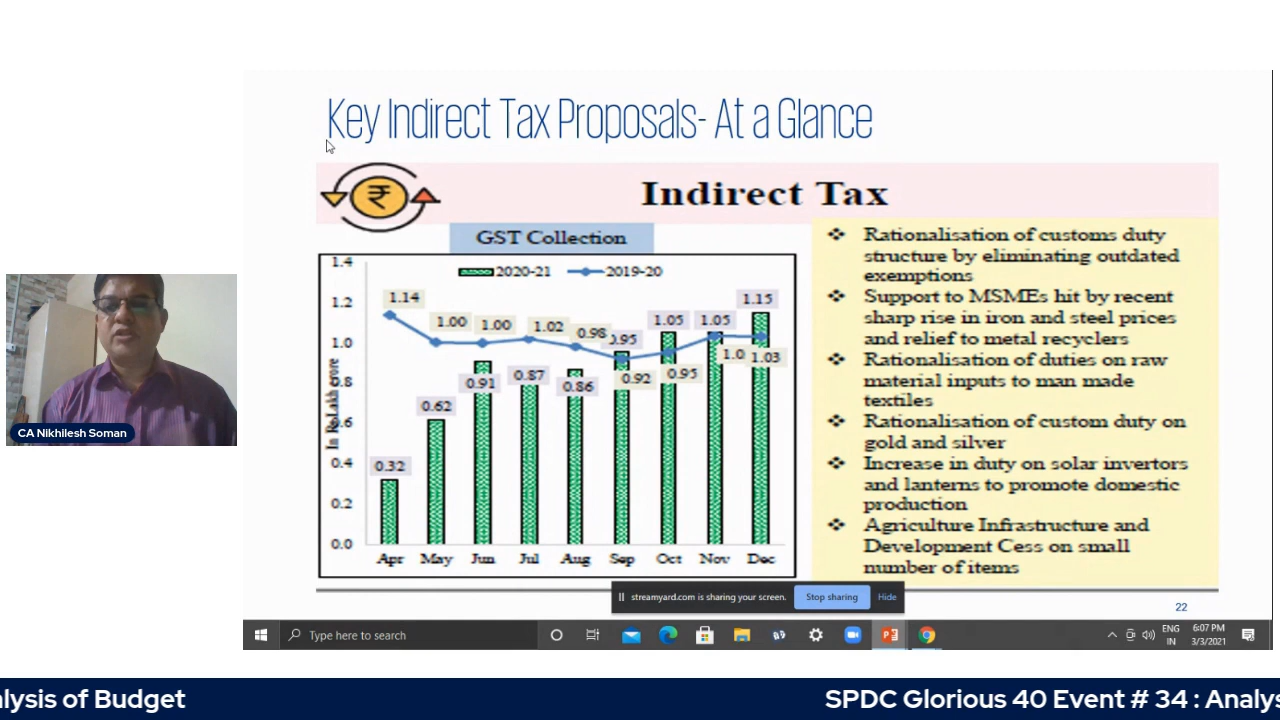 Key Indirect Tax Proposals- At a Glance
Indirect Tax
GST Collection
2020-21
2019-20
In Rs Lakh crore
1.4
1.2
1.0
0.8
0.6
0.4
0.2
0.0
1.14
1.00
1.00
1.02
0.98
0.95
1.05
1.05
1.15
0.32
0.62
0.91
0.87
0.86
0.92
0.95
1.0
1.03
Apr
May
Jun
Jul
Aug
Sep
Oct
Nov
Dec
❖ Rationalisation of customs duty
structure by eliminating outdated
exemptions
❖ Support to MSMEs hit by recent
sharp rise in iron and steel prices
and relief to metal recyclers
❖ Rationalisation of duties on raw
material inputs to man made
textiles
❖ Rationalisation of custom duty on
gold and silver
❖ Increase in duty on solar invertors
and lanterns to promote domestic
production
❖ Agriculture Infrastructure and
Development Cess on small
number of items
22
CA Nikhilesh Soman
streamyard.com is sharing your screen.
Stop sharing
Hide
Type here to search
ENG
IN
6:07 PM
3/3/2021
alysis of Budget
SPDC Glorious 40 Event # 34 : Analys